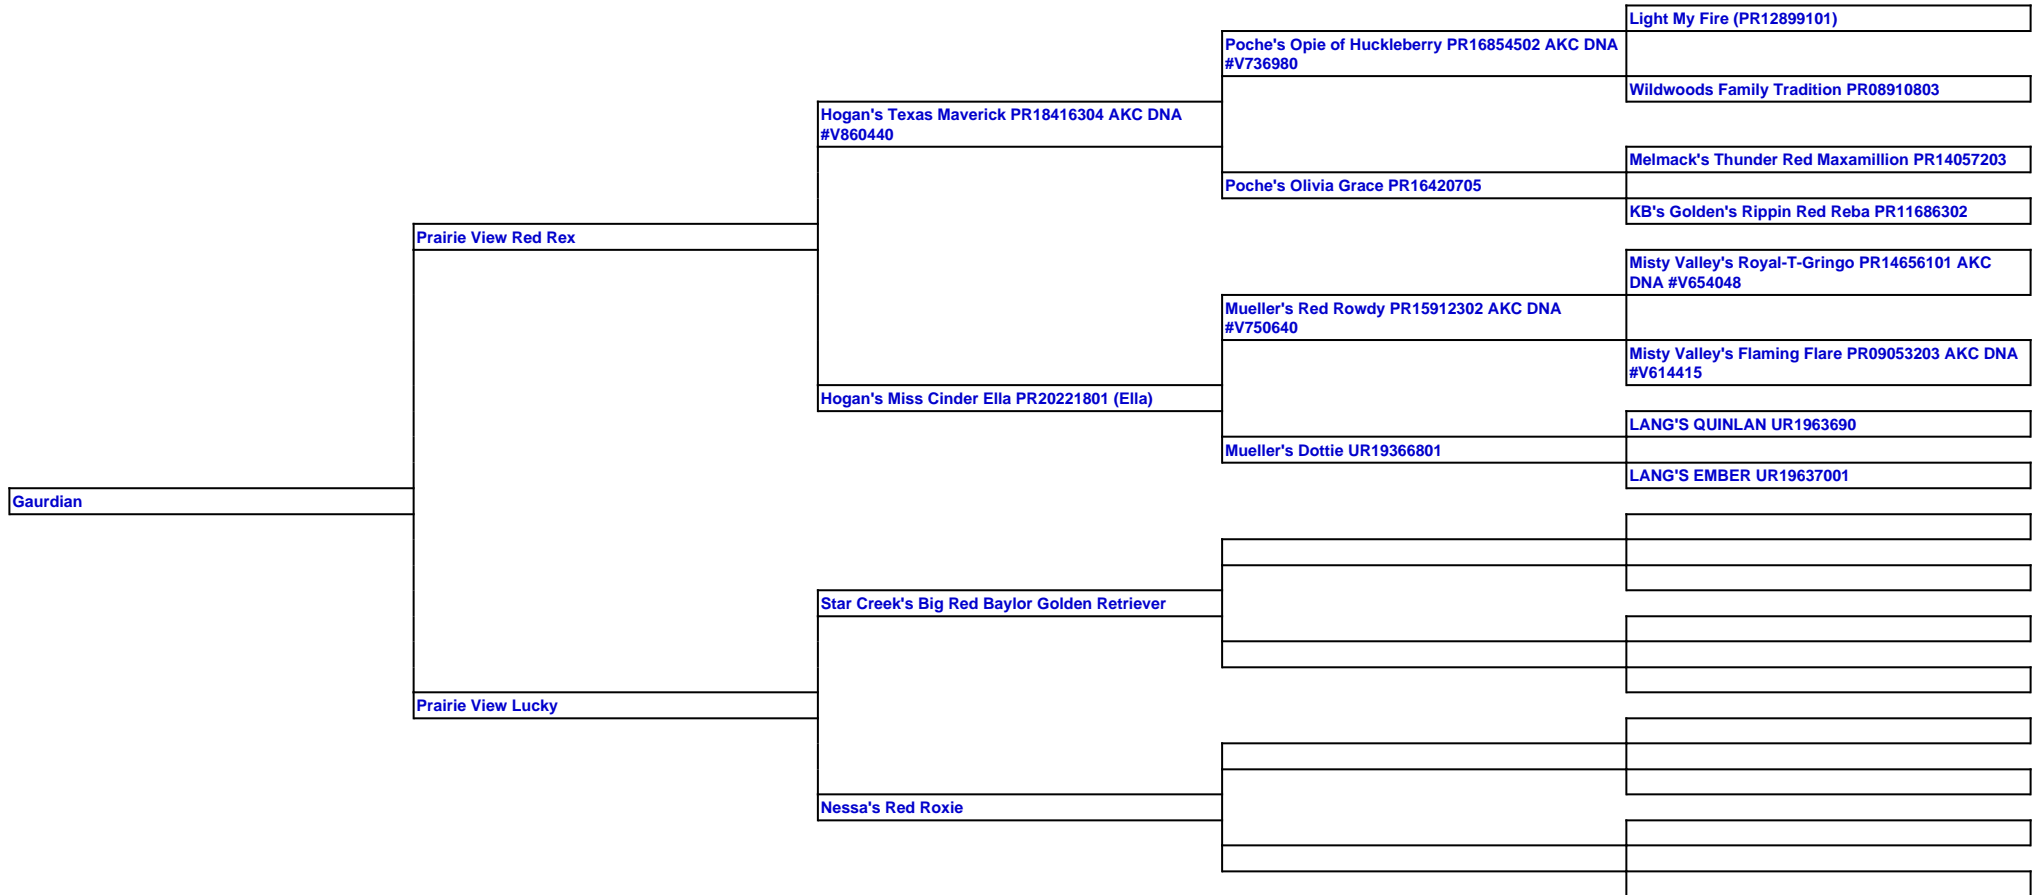 Light My Fire (PR12899101)
Poche's Opie of Huckleberry PR16854502 AKC DNA
#V736980
Wildwoods Family Tradition PR08910803
Hogan's Texas Maverick PR18416304 AKC DNA
#V860440
Melmack's Thunder Red Maxamillion PR14057203
Poche's Olivia Grace PR16420705
KB's Golden's Rippin Red Reba PR11686302
Prairie View Red Rex
Misty Valley's Royal-T-Gringo PR14656101 AKC
DNA #V654048
Mueller's Red Rowdy PR15912302 AKC DNA
#V750640
Misty Valley's Flaming Flare PR09053203 AKC DNA
#V614415
Hogan's Miss Cinder Ella PR20221801 (Ella)
LANG'S QUINLAN UR1963690
Mueller's Dottie UR19366801
LANG'S EMBER UR19637001
Gaurdian
Star Creek's Big Red Baylor Golden Retriever
Prairie View Lucky
Nessa's Red Roxie